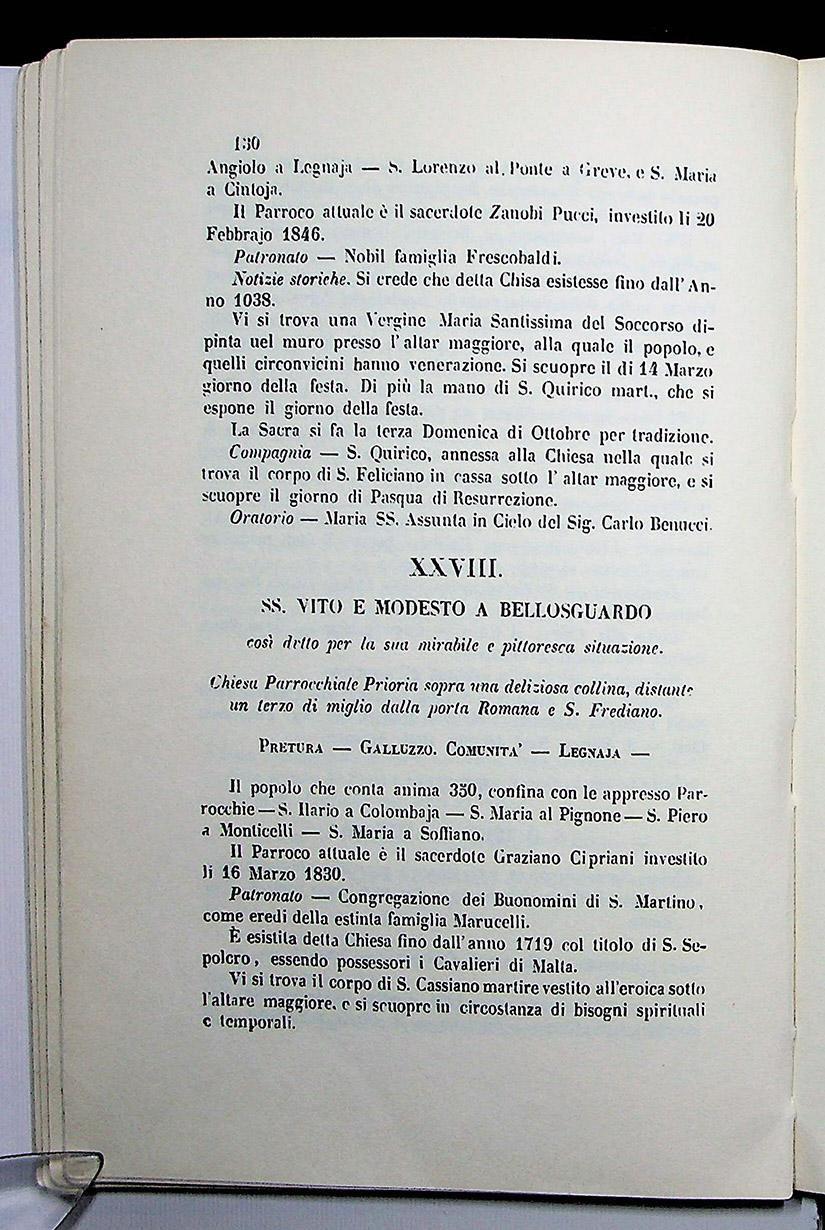 130
Angiolo a Legnaja — S. Lorenzo al Ponte a Greve, e S. Maria
a Cintoja.
Il Parroco attuale è il sacerdote Zanobi Pucci, investito li 20
Febbrajo 1846.
Patronato — Nobil famiglia Frescobaldi.
Notizie storiche. Si crede che detta Chisa esistesse fino dall' An-
no 1038.
Vi si trova una Vergine Maria Santissima del Soccorso di-
pinta uel muro presso l'altar maggiore, alla quale il popolo, e
quelli circonvicini hanno venerazione. Si scuopre il di 14 Marzo
giorno della festa. Di più la mano di S. Quirico mart., che si
espone il giorno della festa.
La Sacra si fa la terza Domenica di Ottobre per tradizione.
Compagnia — S. Quirico, annessa alla Chiesa nella quale si
trova il corpo di S. Feliciano in cassa sotto l' altar maggiore, e si
scuopre il giorno di Pasqua di Resurrezione.
Oratorio — Maria SS. Assunta in Cielo del Sig. Carlo Benucci.
XXVIII.
SS. VITO E MODESTO A BELLOSGUARDO
così detto per la sua mirabile e pittoresca situazione.
Chiesa Parrocchiale Prioria sopra una deliziosa collina, distante
un terzo di miglio dalla porta Romana e S. Frediano.
PRETURA — GALLUZZO. COMUNITA' — LEGNAJA —
Il popolo che conta anima 350, confina con le appresso Par-
rocchie — S. Ilario a Colombaja — S. Maria al Pignone — S. Piero
a Monticelli — S. Maria a Soffiano.
Il Parroco attuale è il sacerdote Graziano Cipriani investito
li 16 Marzo 1830.
Patronato — Congregazione dei Buonomini di S. Martino,
come eredi della estinta famiglia Marucelli.
È esistita detta Chiesa fino dall'anno 1719 col titolo di S. Se-
polcro, essendo possessori i Cavalieri di Malta.
Vi si trova il corpo di S. Cassiano martire vestito all'eroica sotto
l'altare maggiore, e si scuopre in circostanza di bisogni spirituali
e temporali.